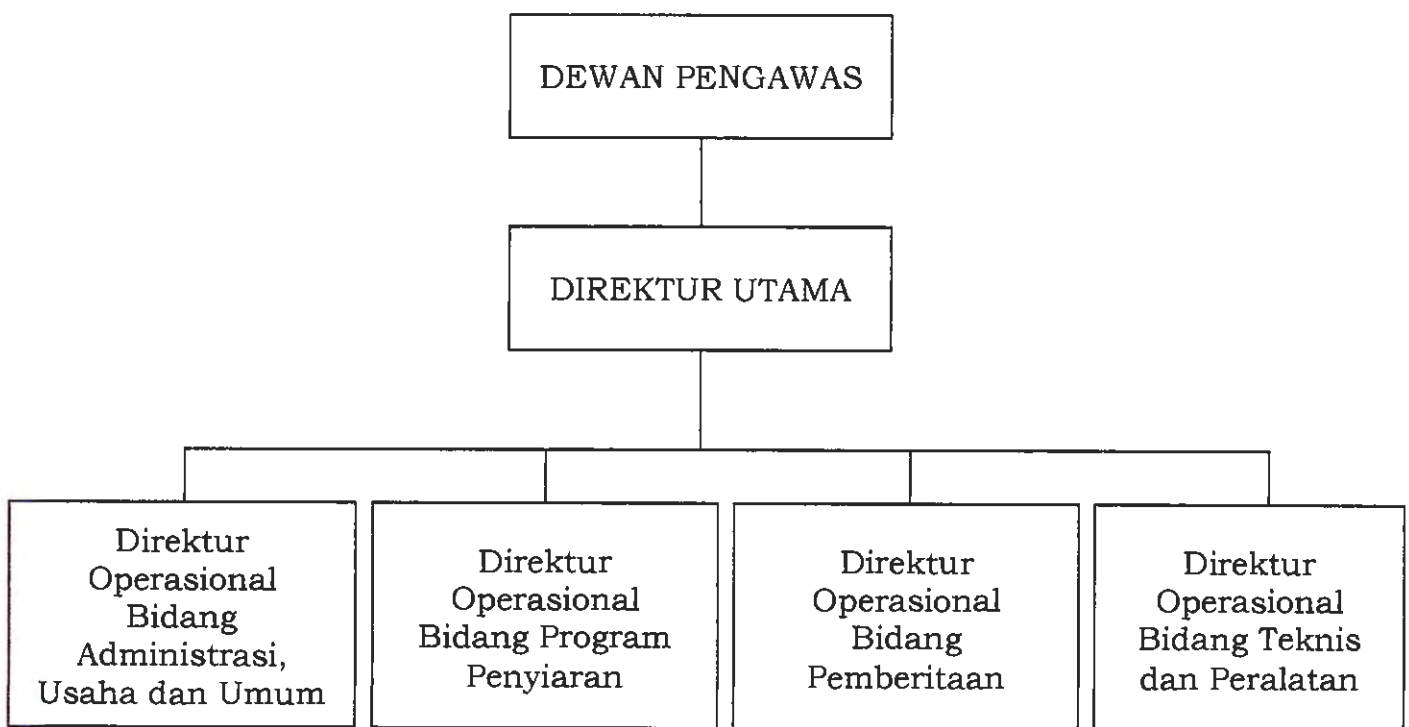 DEWAN PENGAWAS
DIREKTUR UTAMA
Direktur
Operasional
Bidang
Administrasi,
Usaha dan Umum
Direktur
Operasional
Bidang Program
Penyiaran
Direktur
Operasional
Bidang
Pemberitaan
Direktur
Operasional
Bidang Teknis
dan Peralatan